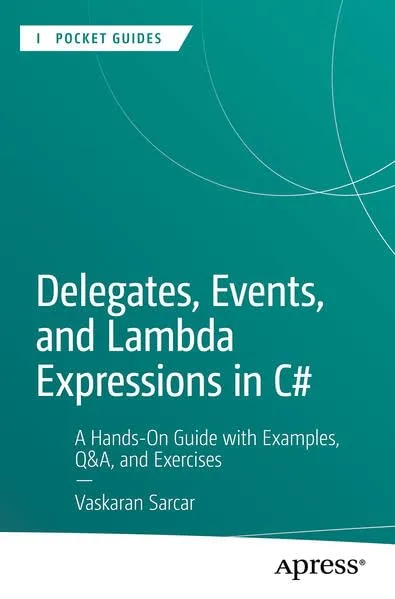 I POCKET GUIDES
Delegates, Events,
and Lambda
Expressions in C#
A Hands-On Guide with Examples,
Q&A, and Exercises
—
Vaskaran Sarcar
Apress®